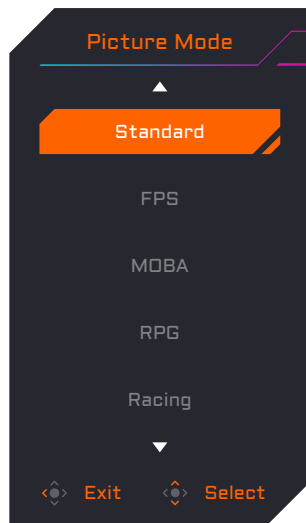 Picture Mode
Standard
FPS
MOBA
RPG
Racing
Exit Select